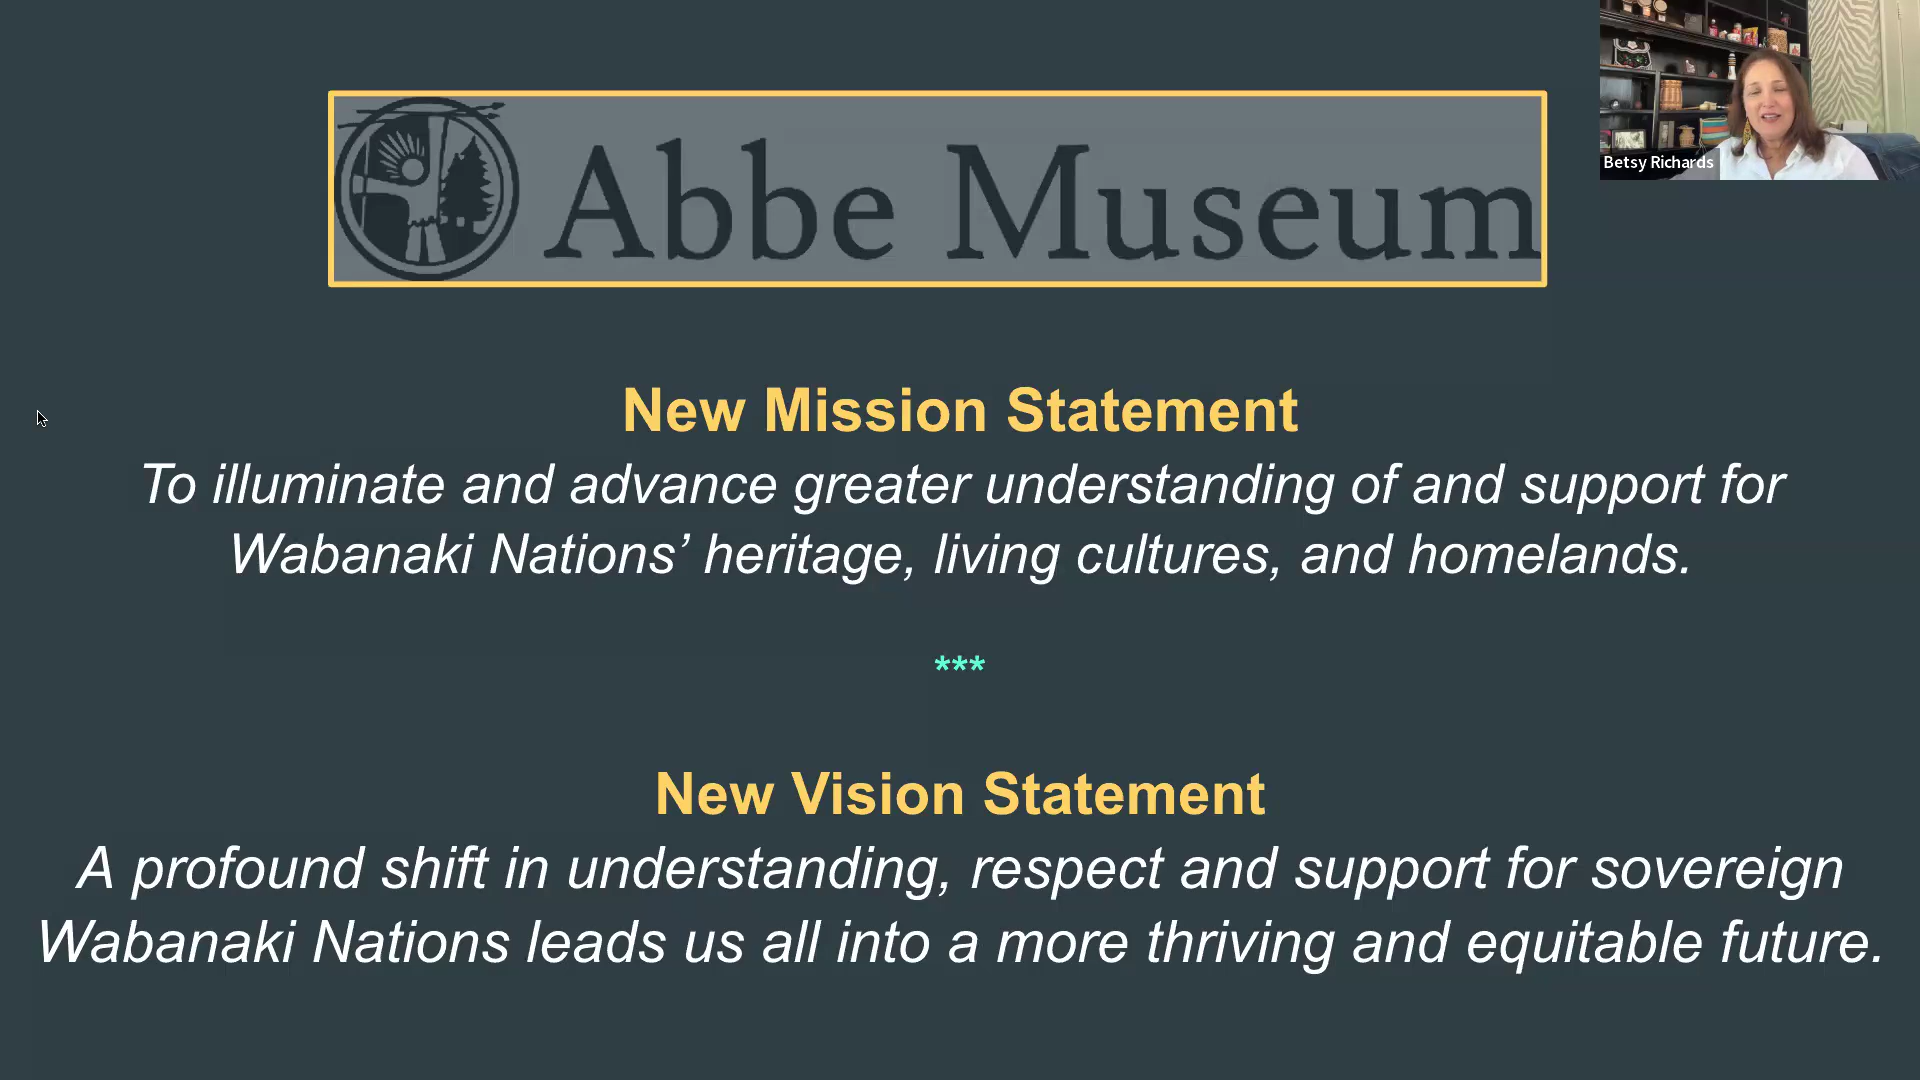 Abbe Museum
Betsy Richards
New Mission Statement
To illuminate and advance greater understanding of and support for
Wabanaki Nations’ heritage, living cultures, and homelands.
***
New Vision Statement
A profound shift in understanding, respect and support for sovereign
Wabanaki Nations leads us all into a more thriving and equitable future.